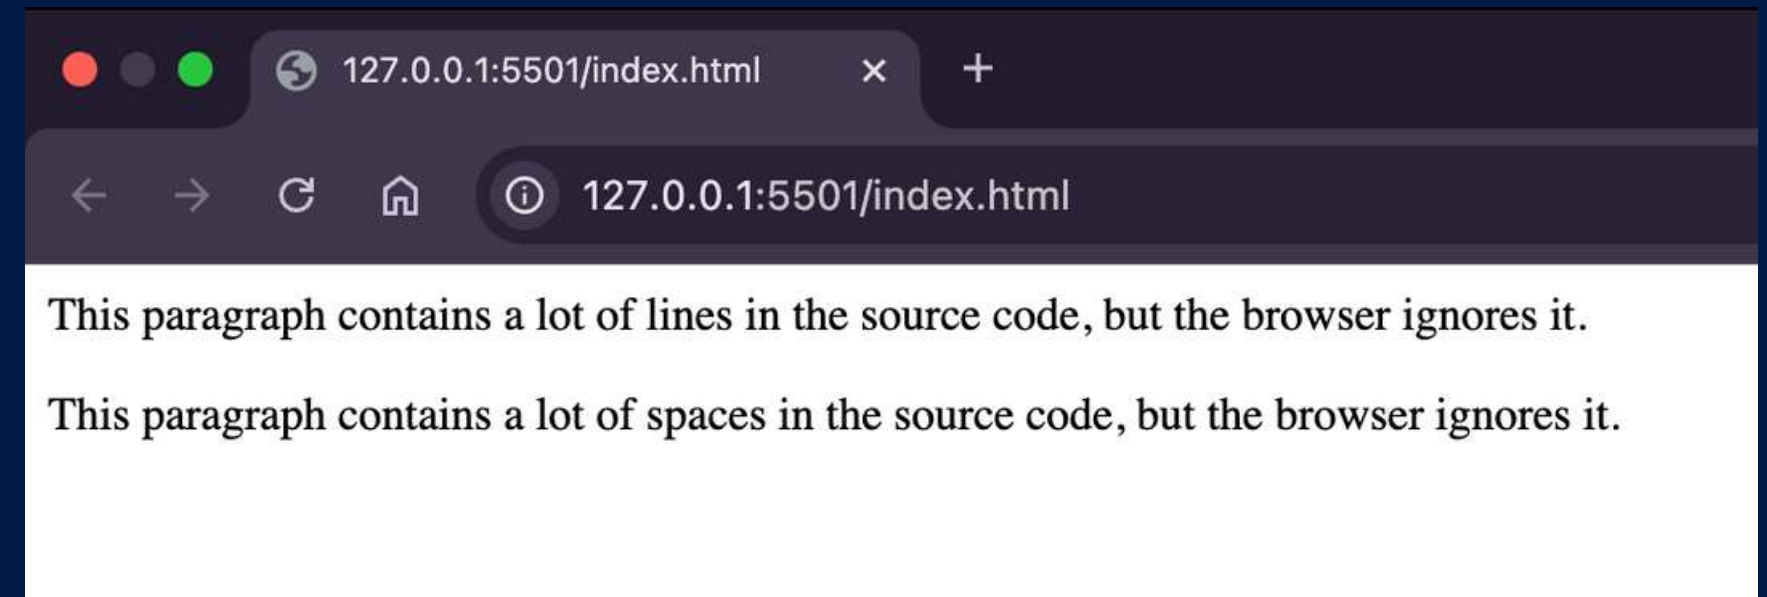 127.0.0.1:5501/index.html
127.0.0.1:5501/index.html
This paragraph contains a lot of lines in the source code, but the browser ignores it.
This paragraph contains a lot of spaces in the source code, but the browser ignores it.